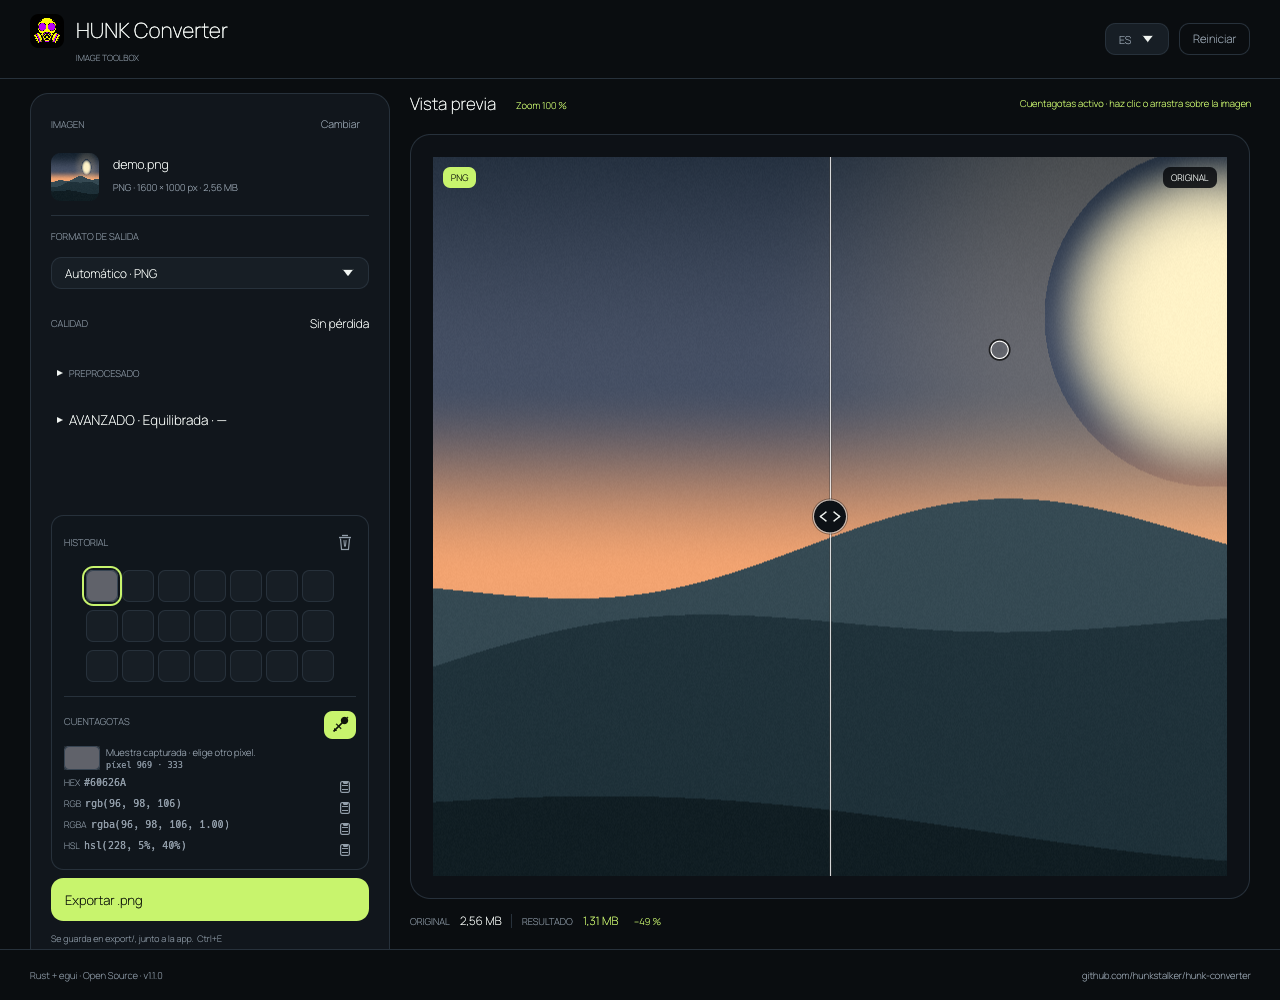 HUNK Converter
IMAGE TOOLBOX
ES
Reiniciar
IMAGEN
Cambiar
demo.png
PNG · 1600 × 1000 px · 2,56 MB
FORMATO DE SALIDA
Automático · PNG
CALIDAD
Sin pérdida
PREPROCESADO
AVANZADO · Equilibrada · —
HISTORIAL
CUENTAGOTAS
Muestra capturada · elige otro píxel.
píxel 969 · 333
HEX #60626A
RGB rgb(96, 98, 106)
RGBA rgba(96, 98, 106, 1.00)
HSL hsl(228, 5%, 40%)
Exportar .png
Se guarda en export/, junto a la app. Ctrl+E
Vista previa
Zoom 100 %
Cuentagotas activo · haz clic o arrastra sobre la imagen
PNG
ORIGINAL
ORIGINAL 2,56 MB
RESULTADO 1,31 MB −49 %
Rust + egui · Open Source · v1.1.0
github.com/hunkstalker/hunk-converter